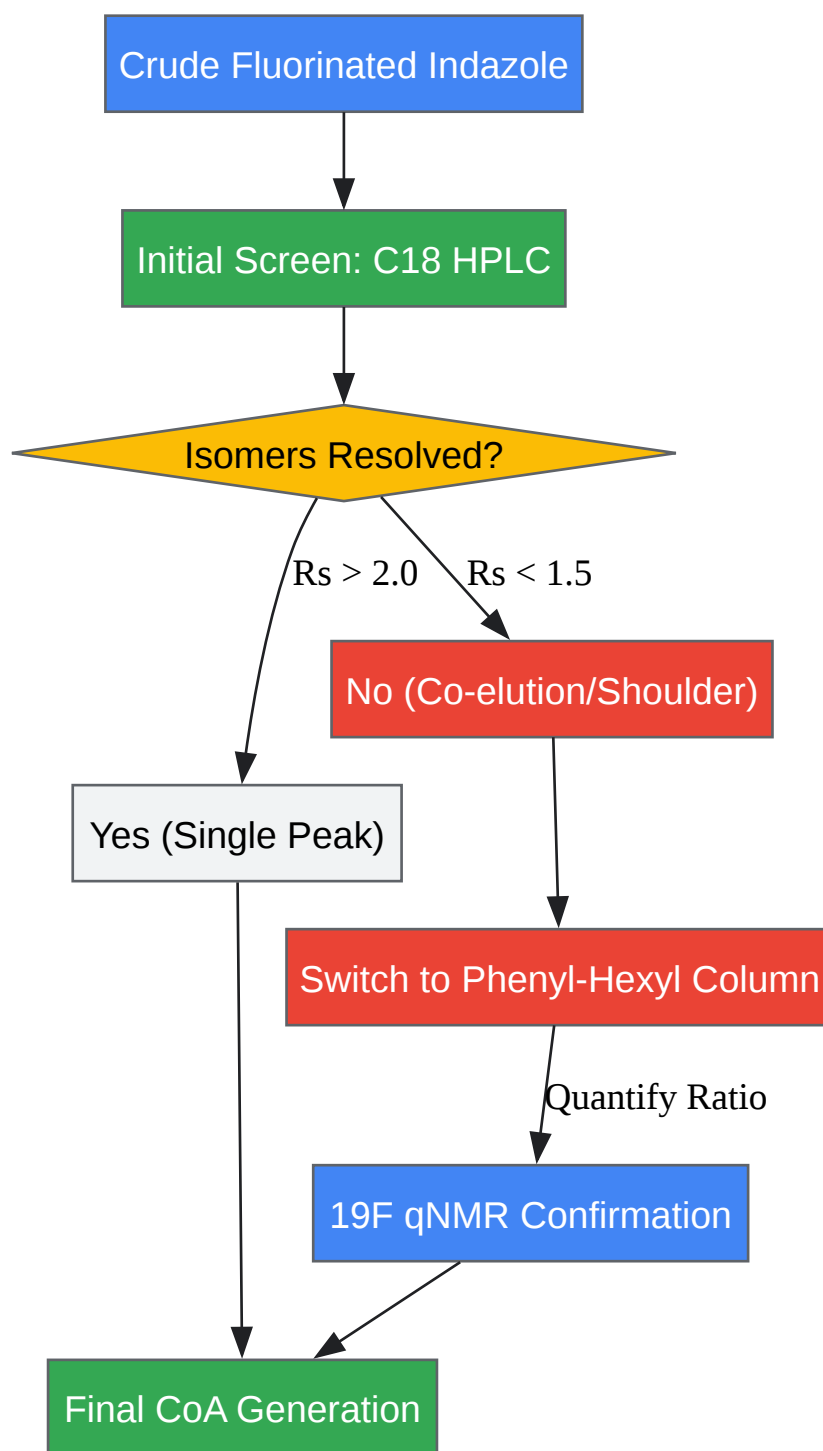 Crude Fluorinated Indazole
Initial Screen: C18 HPLC
Isomers Resolved?
Rs > 2.0
Rs < 1.5
No (Co-elution/Shoulder)
Yes (Single Peak)
Switch to Phenyl-Hexyl Column
Quantify Ratio
19F qNMR Confirmation
Final CoA Generation